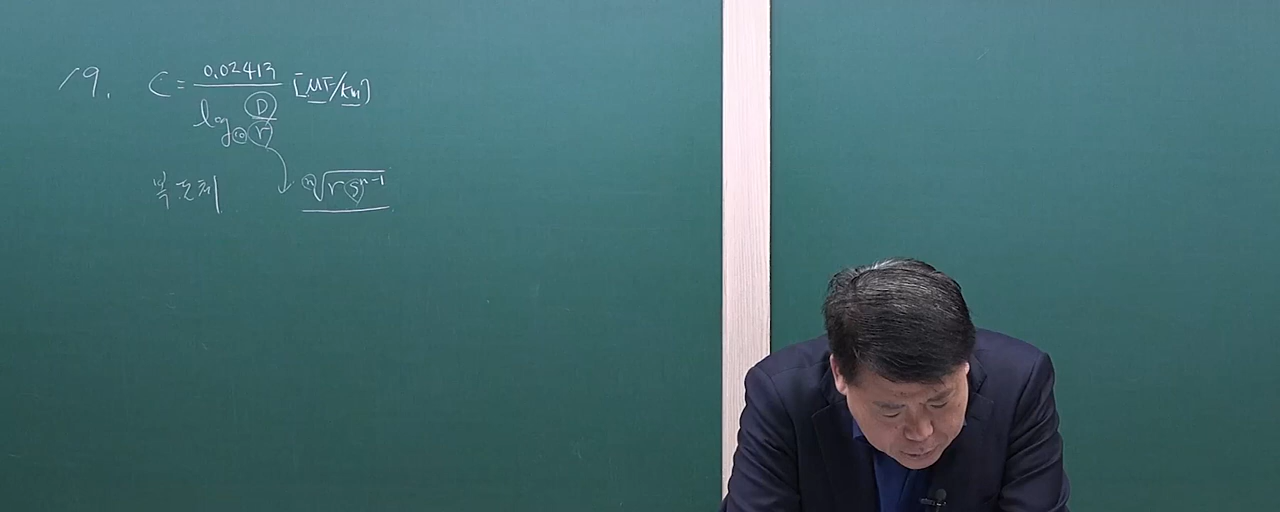 19. C = 0.02413 / log₁₀ D/r [μF/km]
복도체 → ⁿ√r sⁿ⁻¹